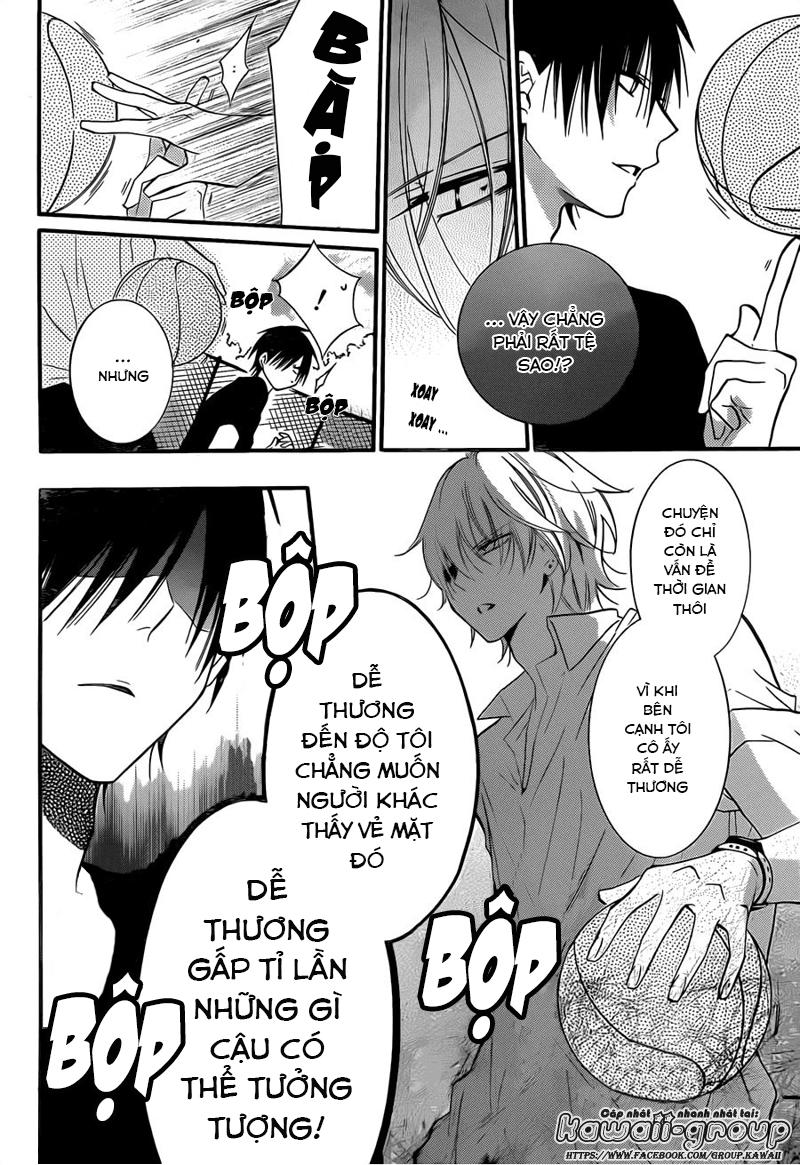 ... VẬY CHẲNG
PHẢI RẤT TỆ
SAO!?
XOAY
XOAY ...
BẶP
!
!
BỘP
BỘP
...
NHƯNG
CHUYỆN
ĐÓ CHỈ
CÒN LÀ
VẤN ĐỀ
THỜI GIAN
THÔI
VÌ KHI
BÊN
CẠNH TÔI
CÔ ẤY
RẤT DỄ
THƯƠNG
BỘP
DỄ
THƯƠNG
ĐẾN ĐỘ TÔI
CHẲNG MUỐN
NGƯỜI KHÁC
THẤY VẺ MẶT
ĐÓ
BỘP
DỄ
THƯƠNG
GẤP TỈ LẦN
NHỮNG GÌ
CẬU CÓ
THỂ TƯỞNG
TƯỢNG!
BỘP
Cập nhât nhanh nhât tại:
kawaii-group
HTTPS://WWW.FACEBOOK.COM/GROUP.KAWAII